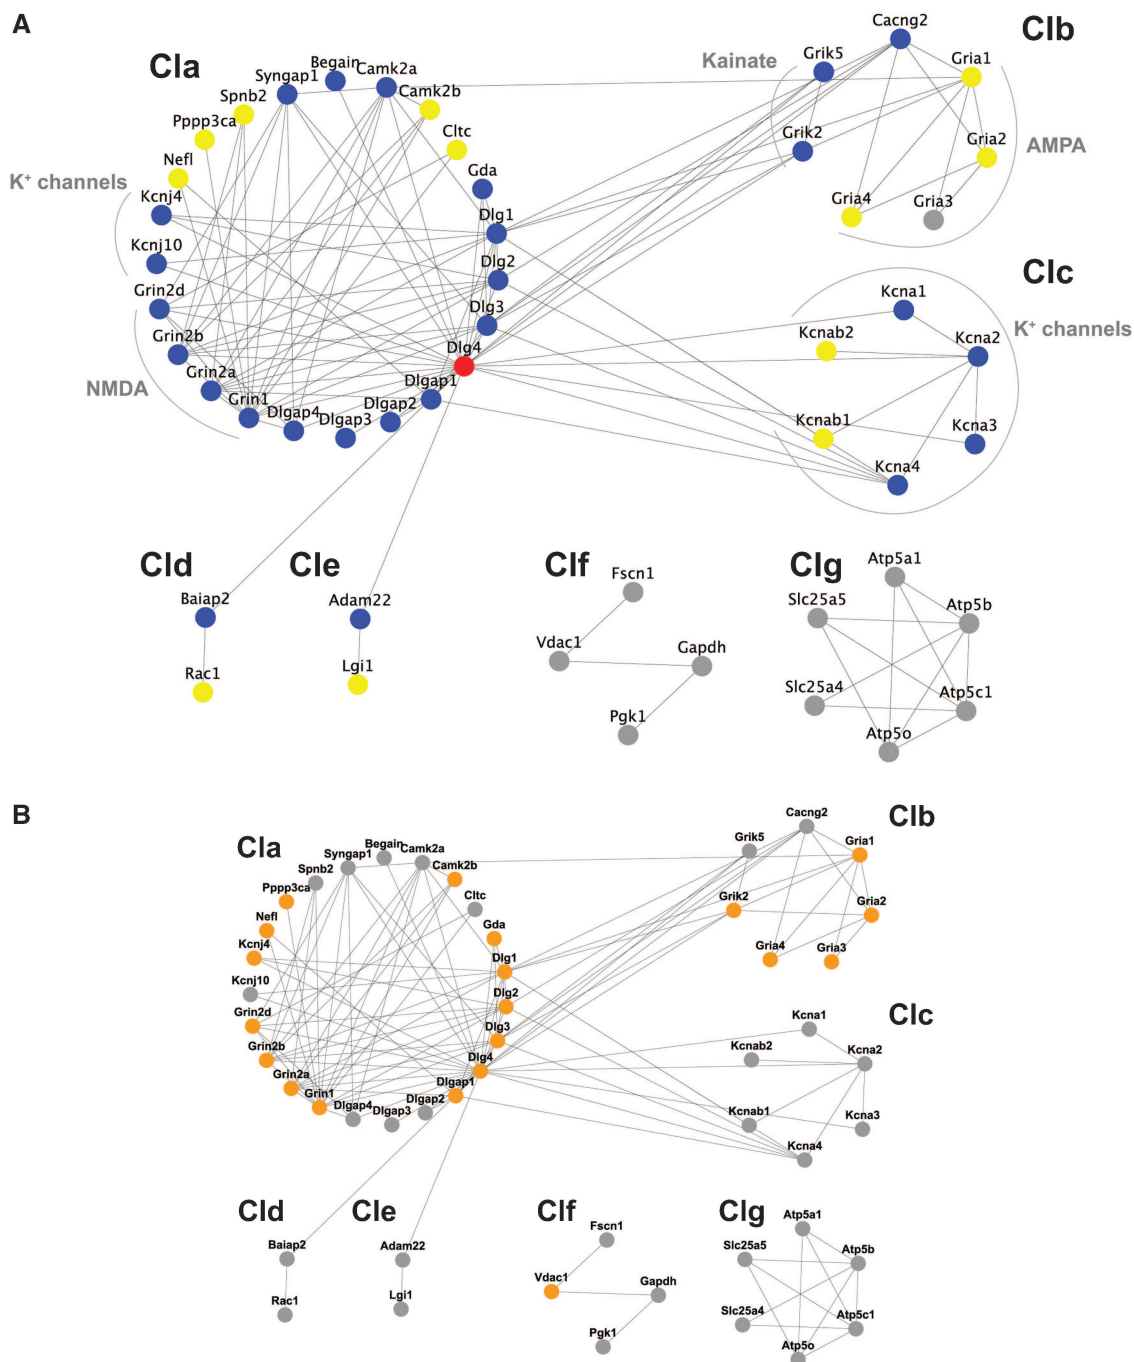 A
Cla
Begain
Camk2a
Syngap1
Camk2b
Spnb2
Pppp3ca
Cltc
Nefl
Gda
K+ channels
Kcnj4
Dlg1
Kcnj10
Dlg2
Grin2d
Dlg3
Grin2b
Dlg4
Grin2a
Dlgap1
NMDA
Grin1
Dlgap2
Dlgap4
Dlgap3
Clb
Cacng2
Kainate
Grik5
Gria1
Grik2
Gria2
AMPA
Gria4
Gria3
Clc
Kcna1
K+ channels
Kcnab2
Kcna2
Kcnab1
Kcna3
Kcna4
Cld
Baiap2
Rac1
Cle
Adam22
Lgi1
Clf
Fscn1
Vdac1
Gapdh
Pgk1
Clg
Atp5a1
Slc25a5
Atp5b
Slc25a4
Atp5c1
Atp5o
B
Cla
Begain
Camk2a
Syngap1
Camk2b
Spnb2
Pppp3ca
Cltc
Nefl
Gda
Kcnj4
Dlg1
Kcnj10
Dlg2
Grin2d
Dlg3
Grin2b
Dlg4
Grin2a
Dlgap1
Grin1
Dlgap2
Dlgap4
Dlgap3
Clb
Cacng2
Grik5
Gria1
Grik2
Gria2
Gria4
Gria3
Clc
Kcna1
Kcnab2
Kcna2
Kcnab1
Kcna3
Kcna4
Cld
Baiap2
Rac1
Cle
Adam22
Lgi1
Clf
Fscn1
Vdac1
Gapdh
Pgk1
Clg
Atp5a1
Slc25a5
Atp5b
Slc25a4
Atp5c1
Atp5o